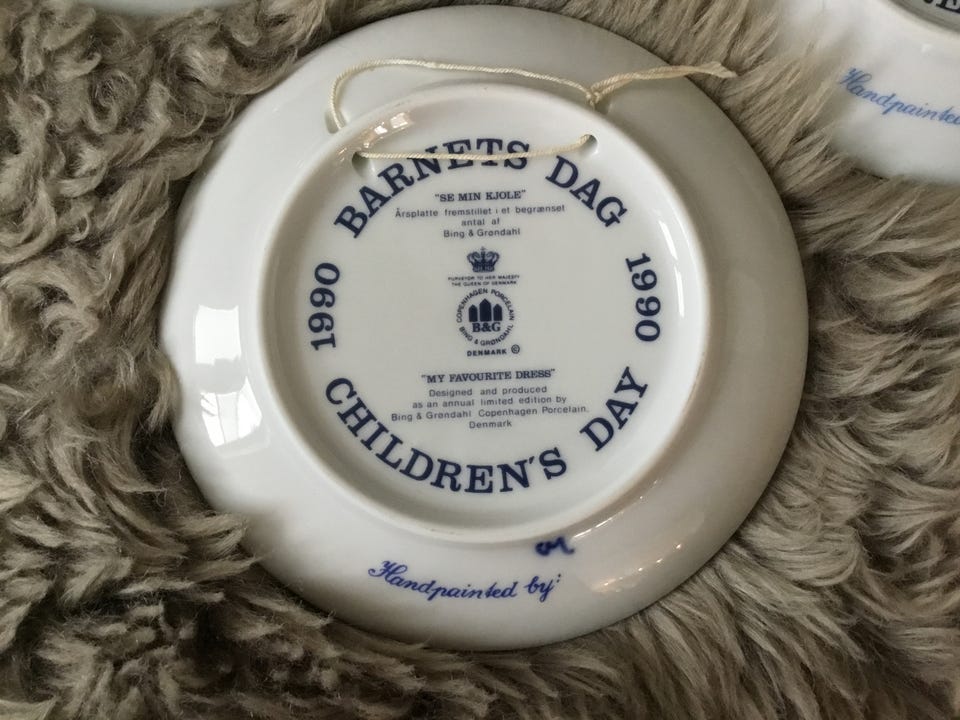 BARNETS DAG
"SE MIN KJOLE"
Årsplatte fremstillet i et begrænset
antal af
Bing & Grøndahl
PURVEYOR TO HER MAJESTY
THE QUEEN OF DENMARK
COPENHAGEN PORCELAIN
B&G
BING & GRØNDAHL
DENMARK ©
1990
1990
"MY FAVOURITE DRESS"
Designed and produced
as an annual limited edition by
Bing & Grøndahl Copenhagen Porcelain,
Denmark
CHILDREN'S DAY
Handpainted by:
Handpainted